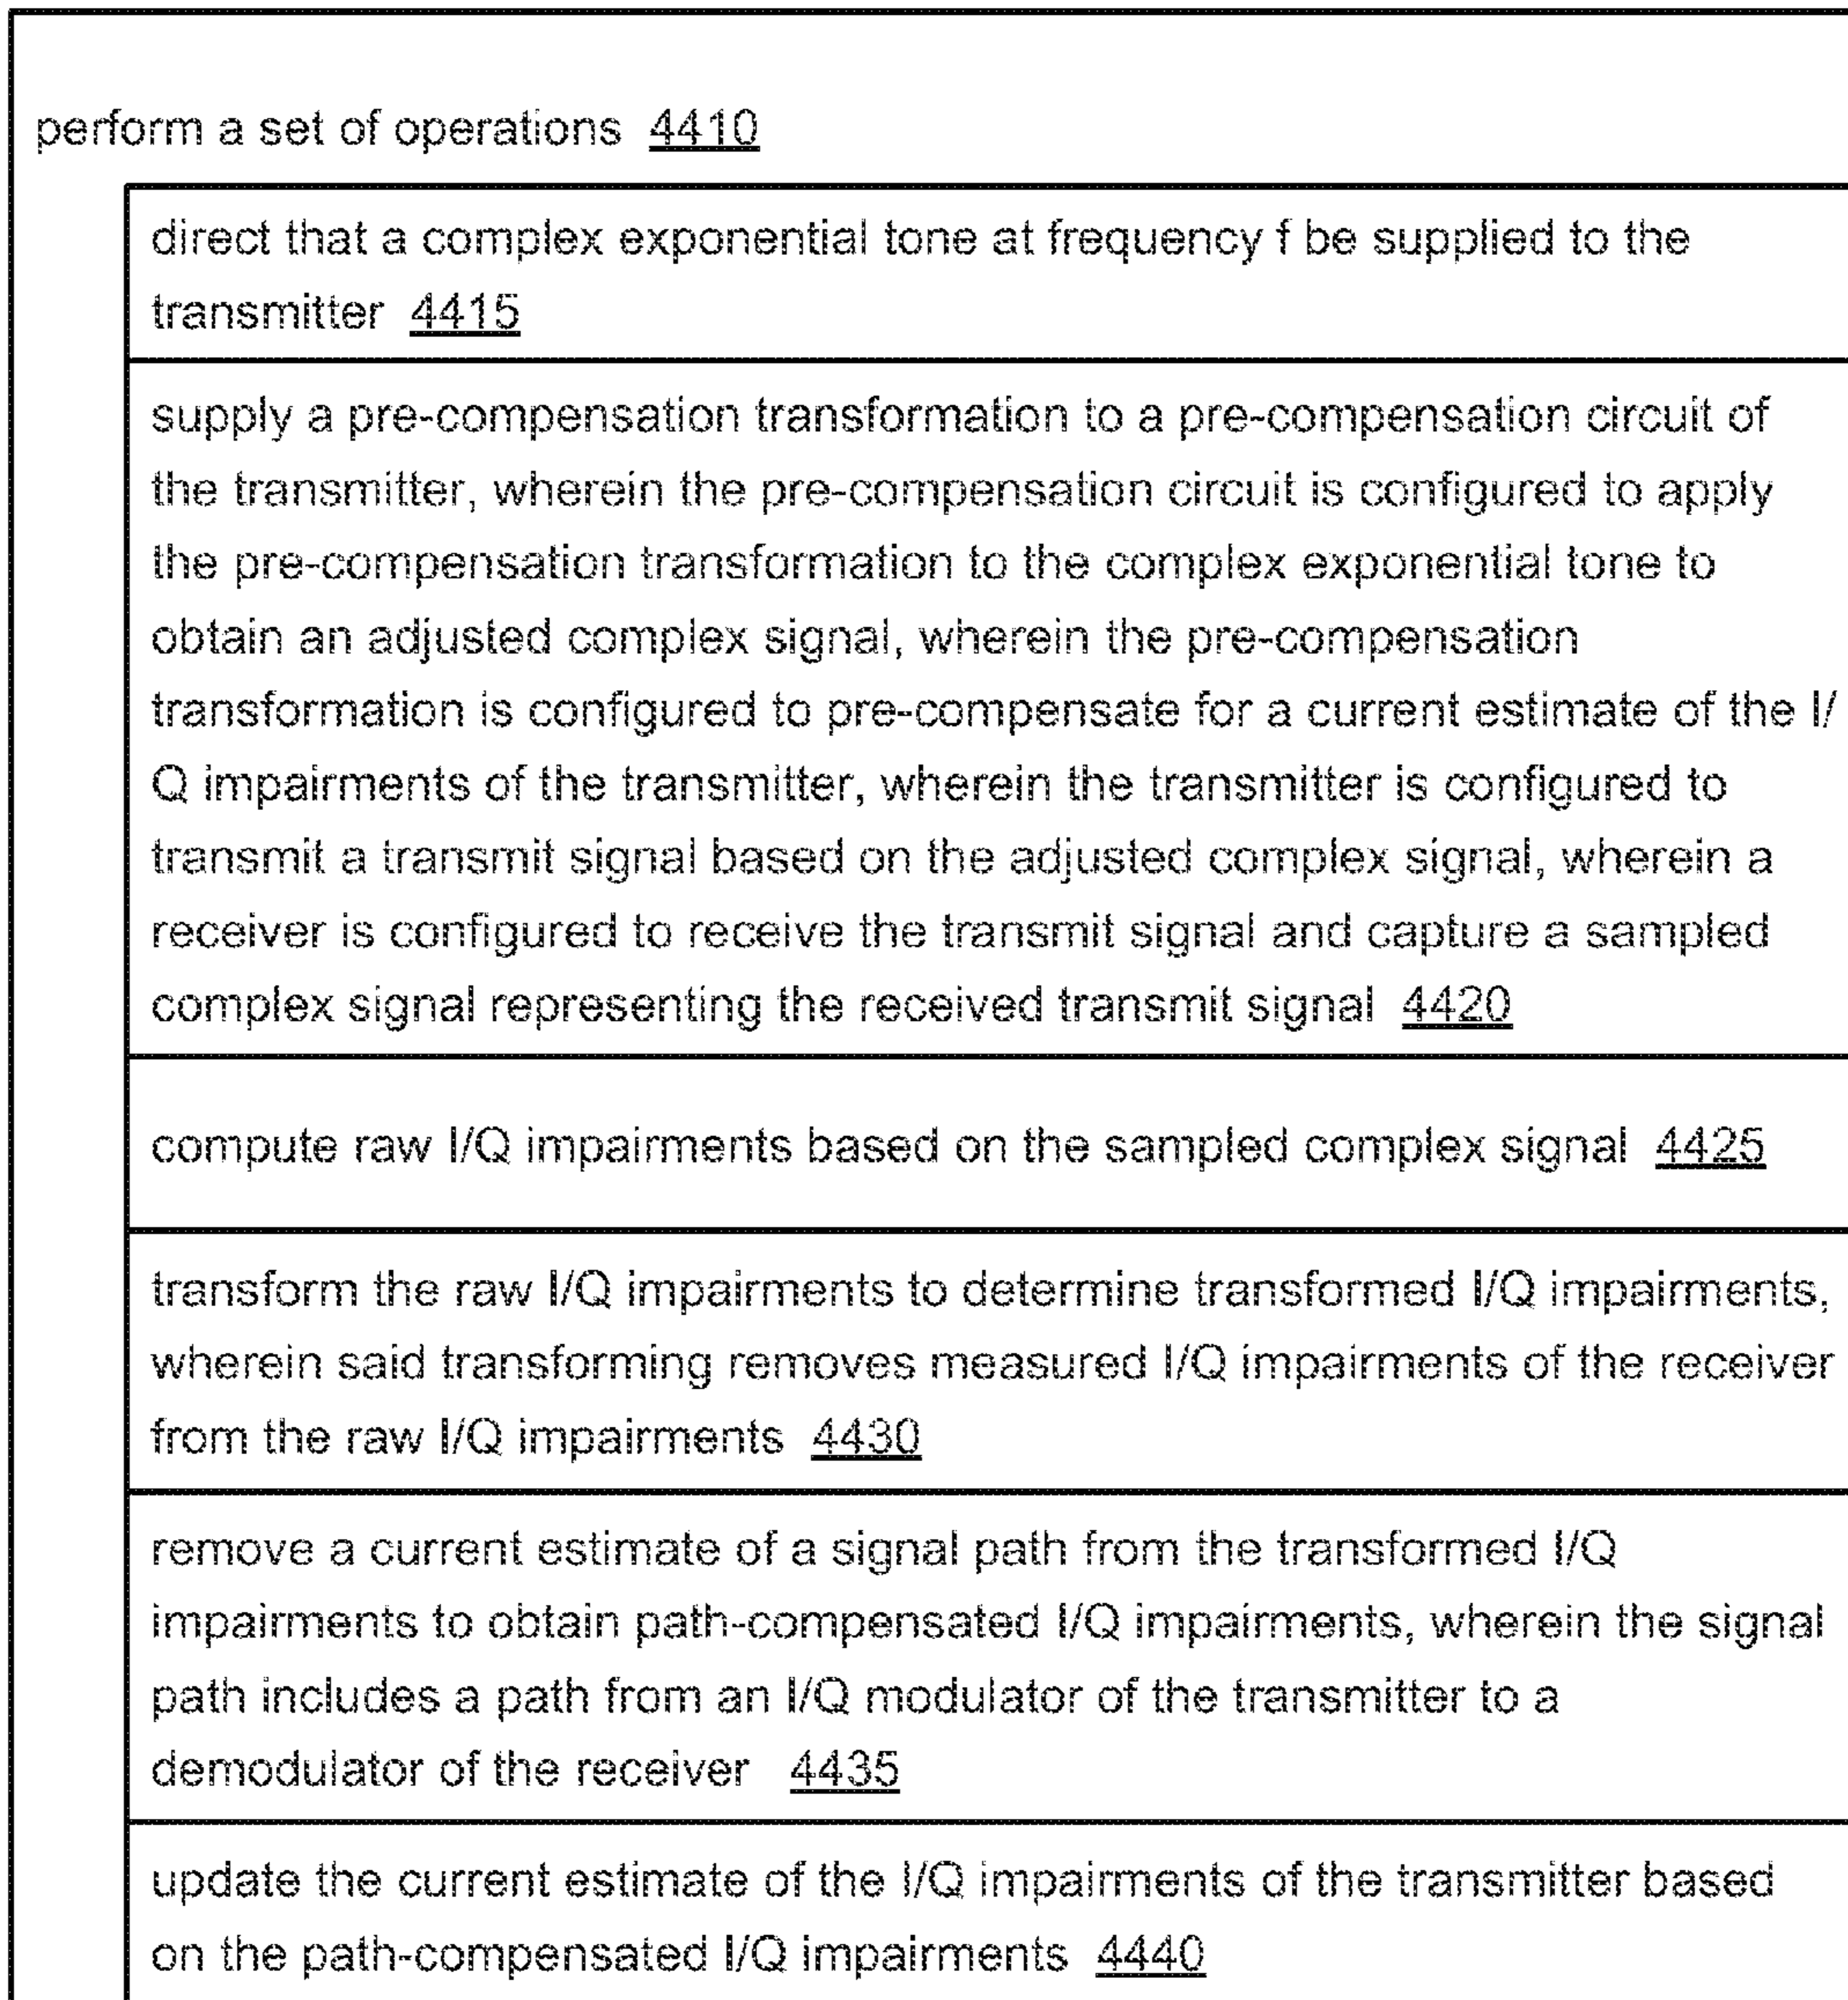 perform a set of operations 4410
direct that a complex exponential tone at frequency f be supplied to the
transmitter 4415
supply a pre-compensation transformation to a pre-compensation circuit of
the transmitter, wherein the pre-compensation circuit is configured to apply
the pre-compensation transformation to the complex exponential tone to
obtain an adjusted complex signal, wherein the pre-compensation
transformation is configured to pre-compensate for a current estimate of the I/
Q impairments of the transmitter, wherein the transmitter is configured to
transmit a transmit signal based on the adjusted complex signal, wherein a
receiver is configured to receive the transmit signal and capture a sampled
complex signal representing the received transmit signal 4420
compute raw I/Q impairments based on the sampled complex signal 4425
transform the raw I/Q impairments to determine transformed I/Q impairments,
wherein said transforming removes measured I/Q impairments of the receiver
from the raw I/Q impairments 4430
remove a current estimate of a signal path from the transformed I/Q
impairments to obtain path-compensated I/Q impairments, wherein the signal
path includes a path from an I/Q modulator of the transmitter to a
demodulator of the receiver 4435
update the current estimate of the I/Q impairments of the transmitter based
on the path-compensated I/Q impairments 4440